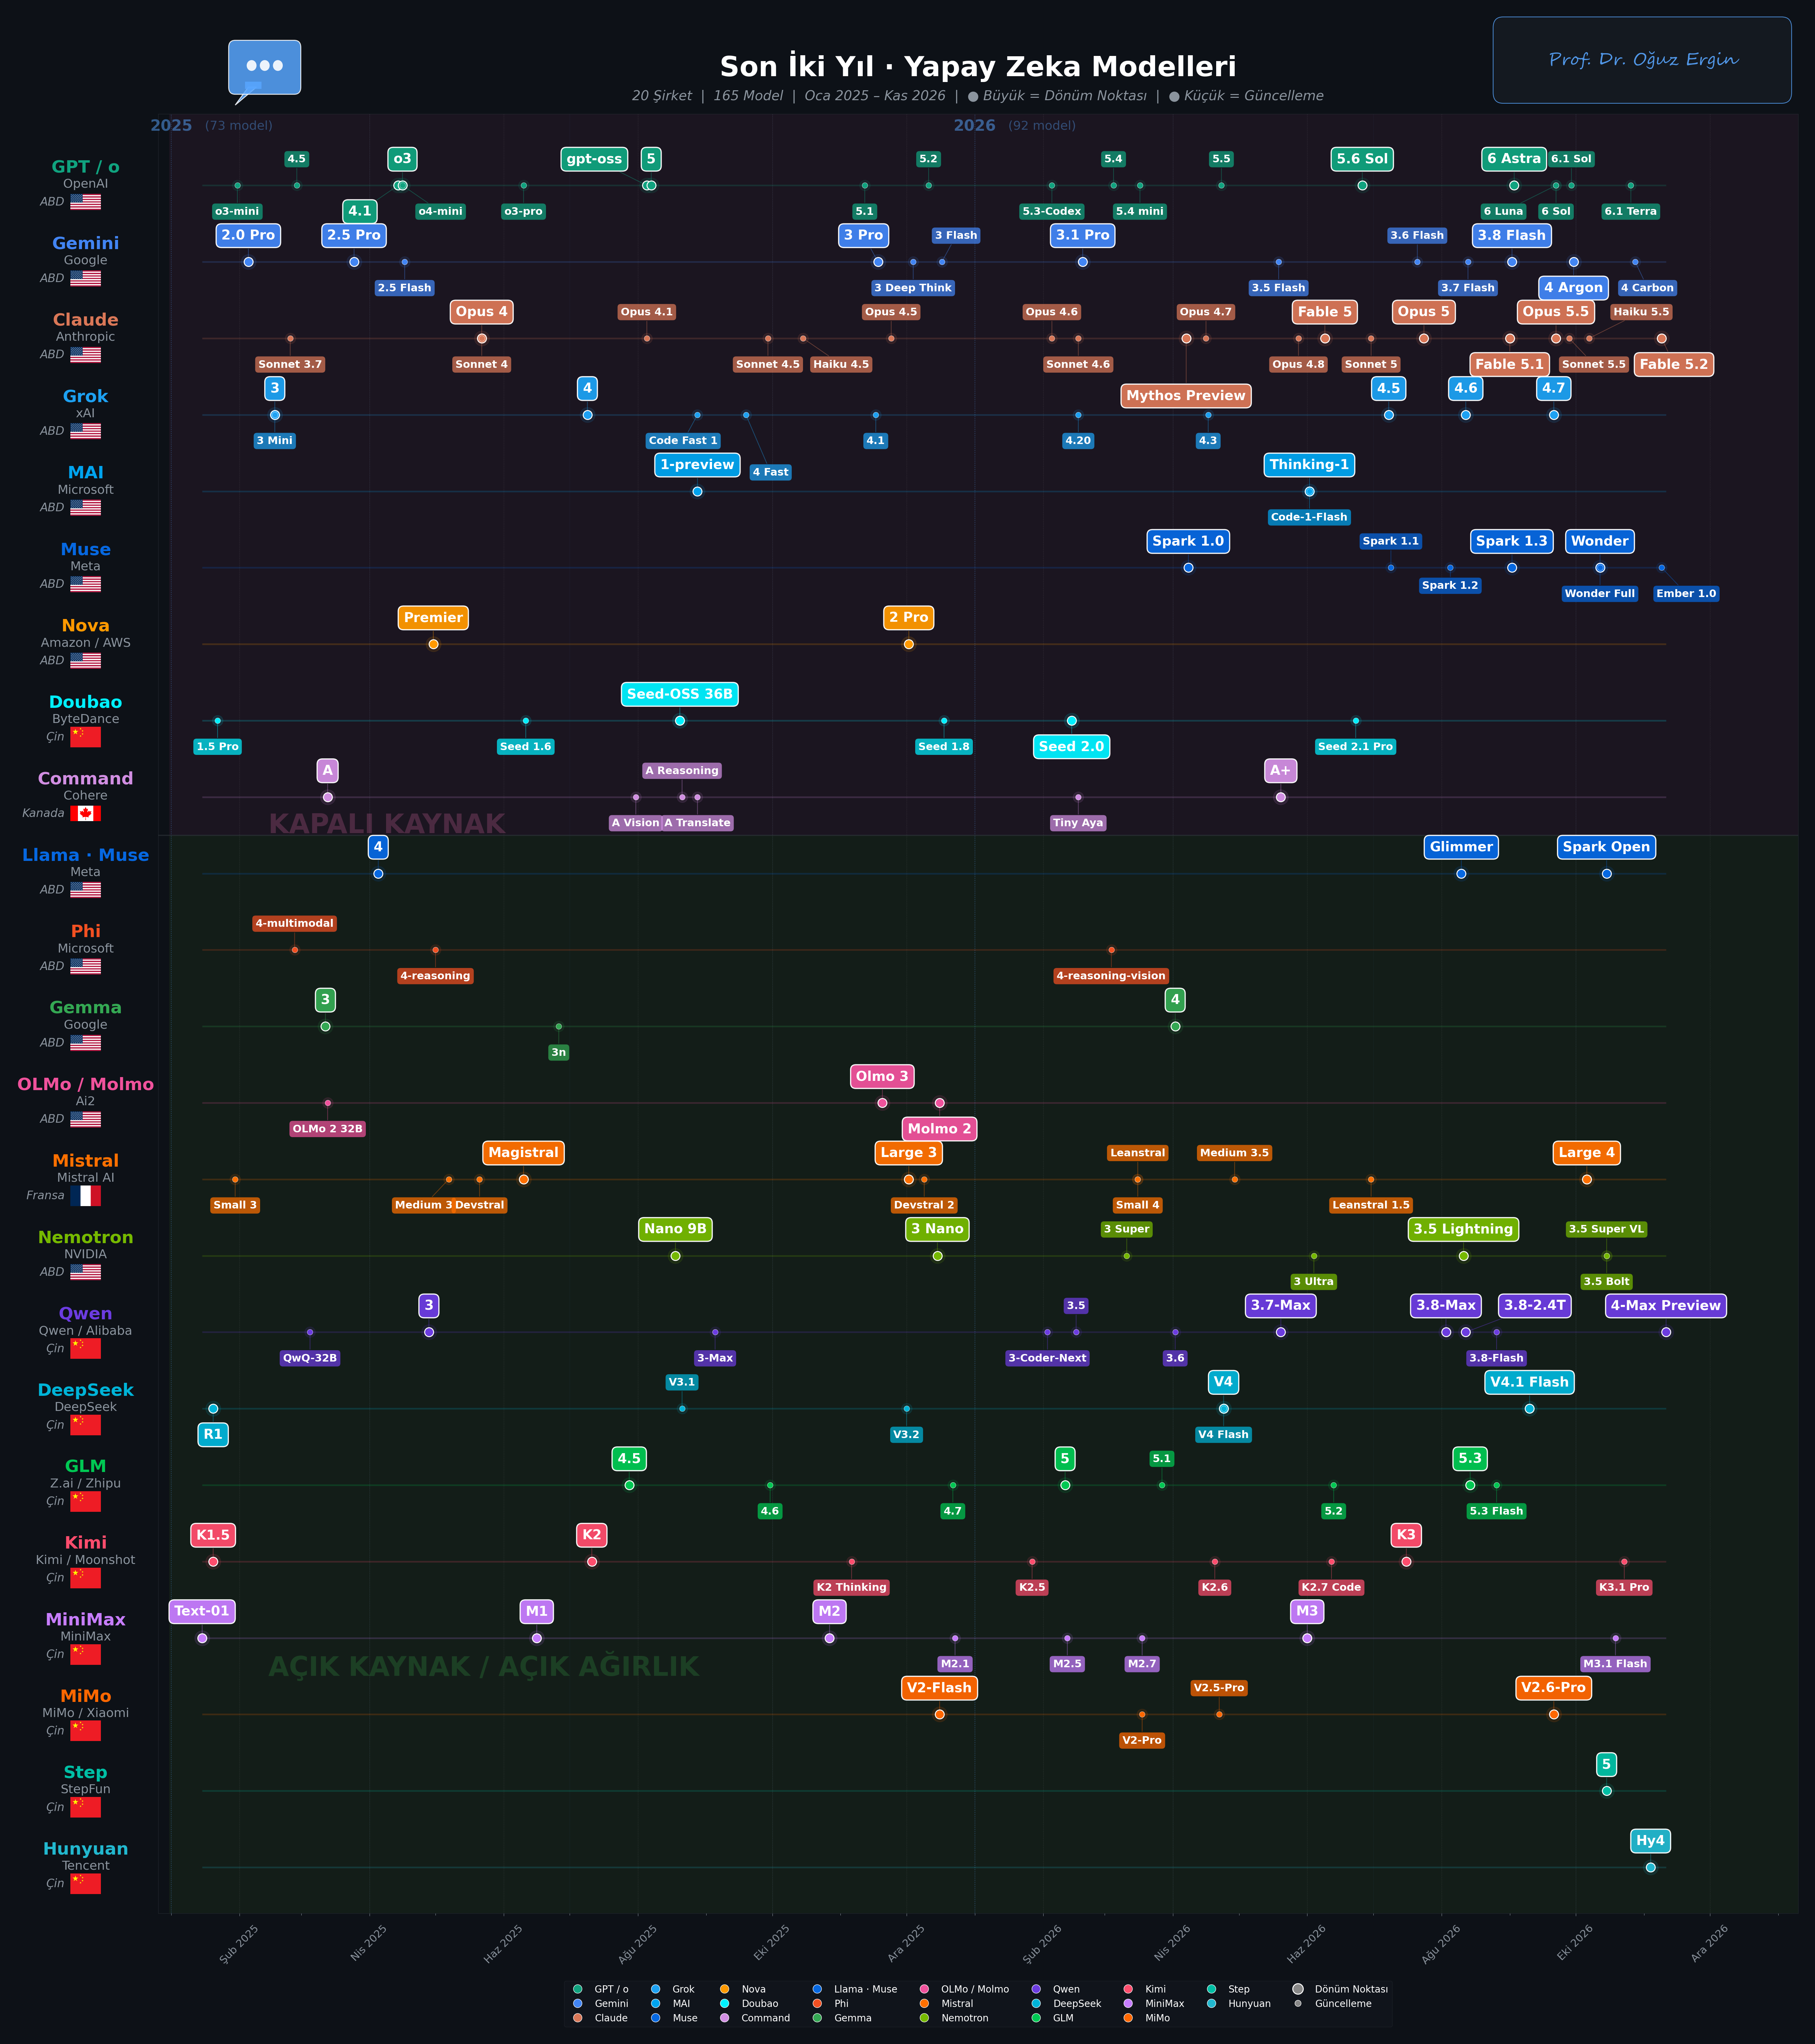 Son İki Yıl · Yapay Zeka Modelleri
20 Şirket | 165 Model | Oca 2025 – Kas 2026 | ● Büyük = Dönüm Noktası | ● Küçük = Güncelleme
Prof. Dr. Oğuz Ergin
2025 (73 model)
2026 (92 model)
GPT / o
OpenAI
ABD
4.5
o3
gpt-oss
5
5.2
5.4
5.5
5.6 Sol
6 Astra
6.1 Sol
o3-mini
4.1
o4-mini
o3-pro
5.1
5.3-Codex
5.4 mini
6 Luna
6 Sol
6.1 Terra
Gemini
Google
ABD
2.0 Pro
2.5 Pro
3 Pro
3 Flash
3.1 Pro
3.6 Flash
3.8 Flash
2.5 Flash
3 Deep Think
3.5 Flash
3.7 Flash
4 Argon
4 Carbon
Claude
Anthropic
ABD
Opus 4
Opus 4.1
Opus 4.5
Opus 4.6
Opus 4.7
Fable 5
Opus 5
Opus 5.5
Haiku 5.5
Sonnet 3.7
Sonnet 4
Sonnet 4.5
Haiku 4.5
Sonnet 4.6
Mythos Preview
Opus 4.8
Sonnet 5
Fable 5.1
Sonnet 5.5
Fable 5.2
Grok
xAI
ABD
3
4
4.5
4.6
4.7
3 Mini
Code Fast 1
4 Fast
4.1
4.20
4.3
MAI
Microsoft
ABD
1-preview
Thinking-1
Code-1-Flash
Muse
Meta
ABD
Spark 1.0
Spark 1.1
Spark 1.3
Wonder
Spark 1.2
Wonder Full
Ember 1.0
Nova
Amazon / AWS
ABD
Premier
2 Pro
Doubao
ByteDance
Çin
Seed-OSS 36B
1.5 Pro
Seed 1.6
Seed 1.8
Seed 2.0
Seed 2.1 Pro
Command
Cohere
Kanada
A
A Reasoning
A+
A Vision
A Translate
Tiny Aya
KAPALI KAYNAK
Llama · Muse
Meta
ABD
4
Glimmer
Spark Open
Phi
Microsoft
ABD
4-multimodal
4-reasoning
4-reasoning-vision
Gemma
Google
ABD
3
4
3n
OLMo / Molmo
Ai2
ABD
Olmo 3
OLMo 2 32B
Molmo 2
Mistral
Mistral AI
Fransa
Magistral
Large 3
Leanstral
Medium 3.5
Large 4
Small 3
Medium 3
Devstral
Devstral 2
Small 4
Leanstral 1.5
Nemotron
NVIDIA
ABD
Nano 9B
3 Nano
3 Super
3.5 Lightning
3.5 Super VL
3 Ultra
3.5 Bolt
Qwen
Qwen / Alibaba
Çin
3
3.5
3.7-Max
3.8-Max
3.8-2.4T
4-Max Preview
QwQ-32B
3-Max
3-Coder-Next
3.6
3.8-Flash
DeepSeek
DeepSeek
Çin
V3.1
V4
V4.1 Flash
R1
V3.2
V4 Flash
GLM
Z.ai / Zhipu
Çin
4.5
5
5.1
5.3
4.6
4.7
5.2
5.3 Flash
Kimi
Kimi / Moonshot
Çin
K1.5
K2
K3
K2 Thinking
K2.5
K2.6
K2.7 Code
K3.1 Pro
MiniMax
MiniMax
Çin
Text-01
M1
M2
M3
M2.1
M2.5
M2.7
M3.1 Flash
AÇIK KAYNAK / AÇIK AĞIRLIK
MiMo
MiMo / Xiaomi
Çin
V2-Flash
V2.5-Pro
V2.6-Pro
V2-Pro
Step
StepFun
Çin
5
Hunyuan
Tencent
Çin
Hy4
Şub 2025
Nis 2025
Haz 2025
Ağu 2025
Eki 2025
Ara 2025
Şub 2026
Nis 2026
Haz 2026
Ağu 2026
Eki 2026
Ara 2026
GPT / o
Gemini
Claude
Grok
MAI
Muse
Nova
Doubao
Command
Llama · Muse
Phi
Gemma
OLMo / Molmo
Mistral
Nemotron
Qwen
DeepSeek
GLM
Kimi
MiniMax
MiMo
Step
Hunyuan
Dönüm Noktası
Güncelleme